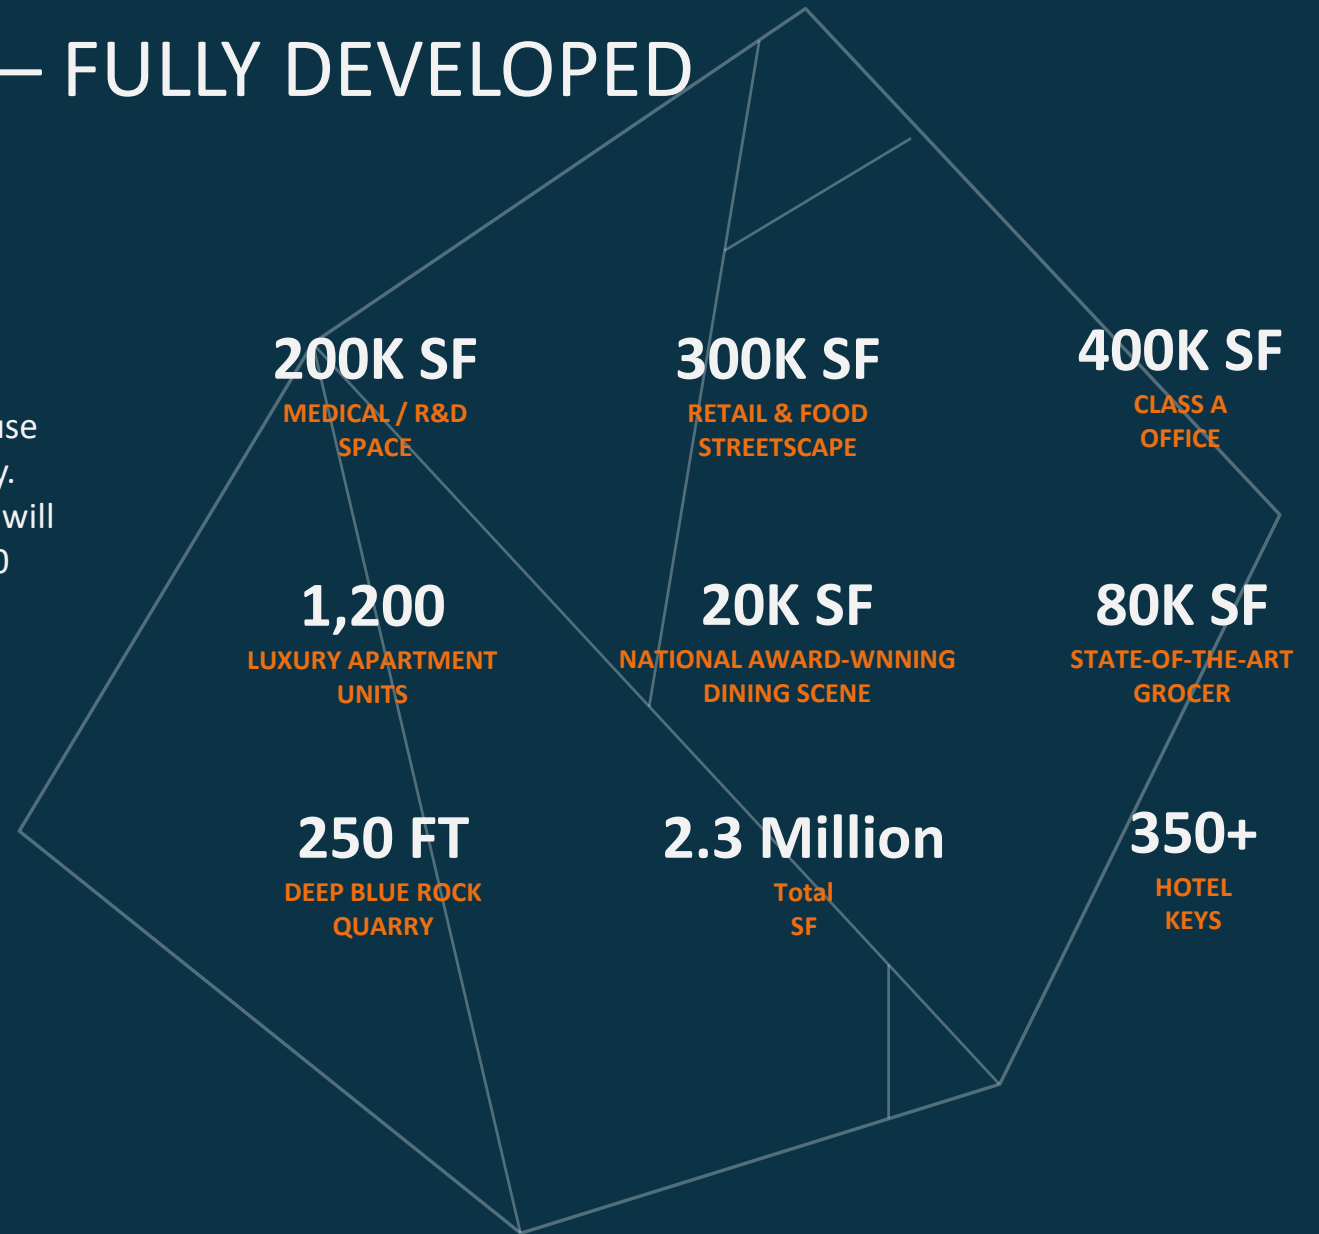 — FULLY DEVELOPED
will
200K SF
MEDICAL / R&D
SPACE
300K SF
RETAIL & FOOD
STREETSCAPE
400K SF
CLASS A
OFFICE
1,200
LUXURY APARTMENT
UNITS
20K SF
NATIONAL AWARD-WNNING
DINING SCENE
80K SF
STATE-OF-THE-ART
GROCER
250 FT
DEEP BLUE ROCK
QUARRY
2.3 Million
Total
SF
350+
HOTEL
KEYS